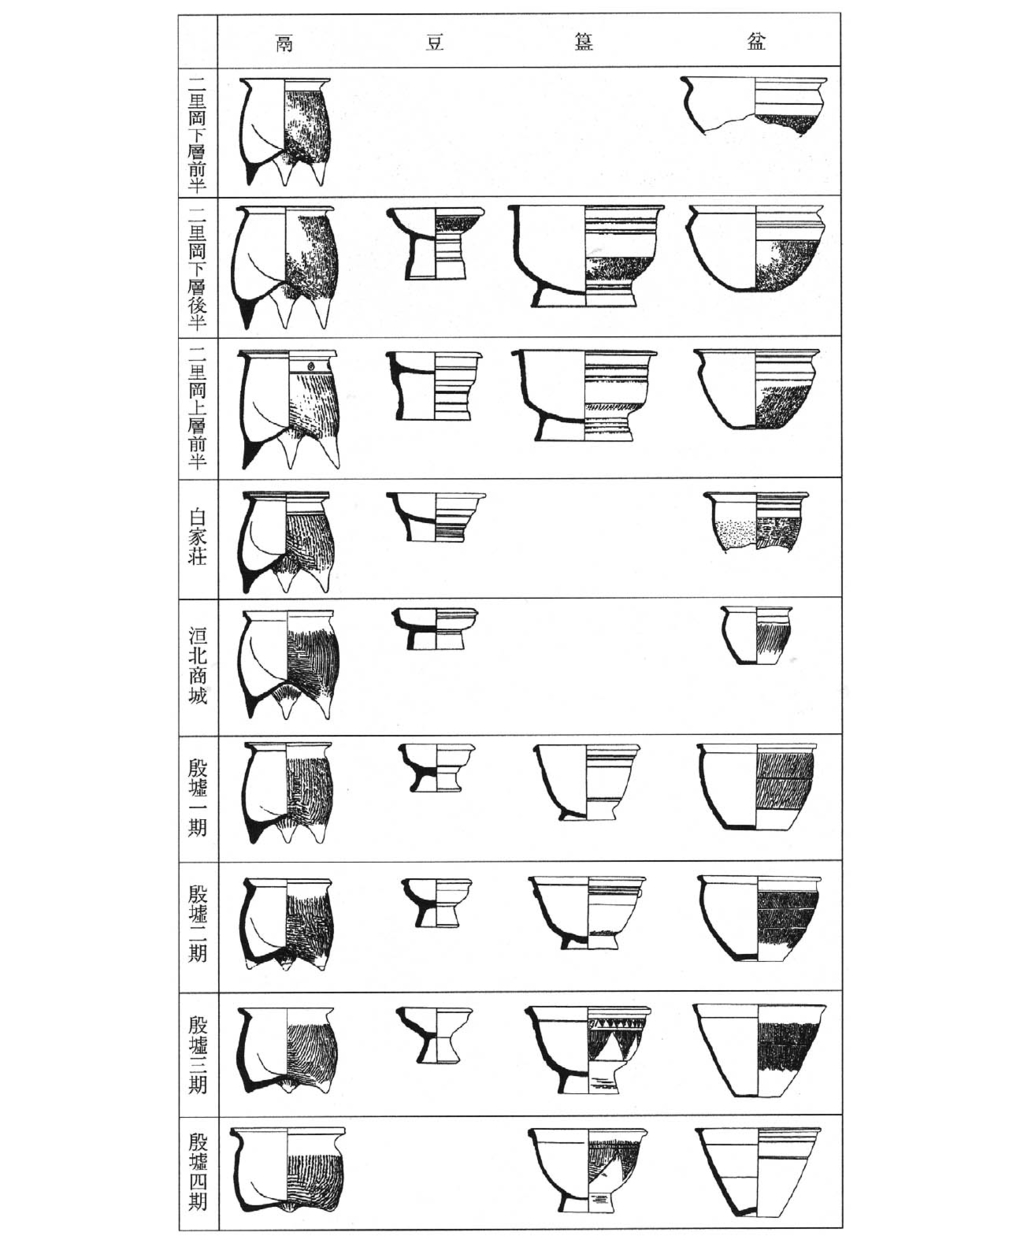 鬲 豆 簋 盆
二里岡下層前半
二里岡下層後半
二里岡上層前半
白家荘
洹北商城
殷墟一期
殷墟二期
殷墟三期
殷墟四期